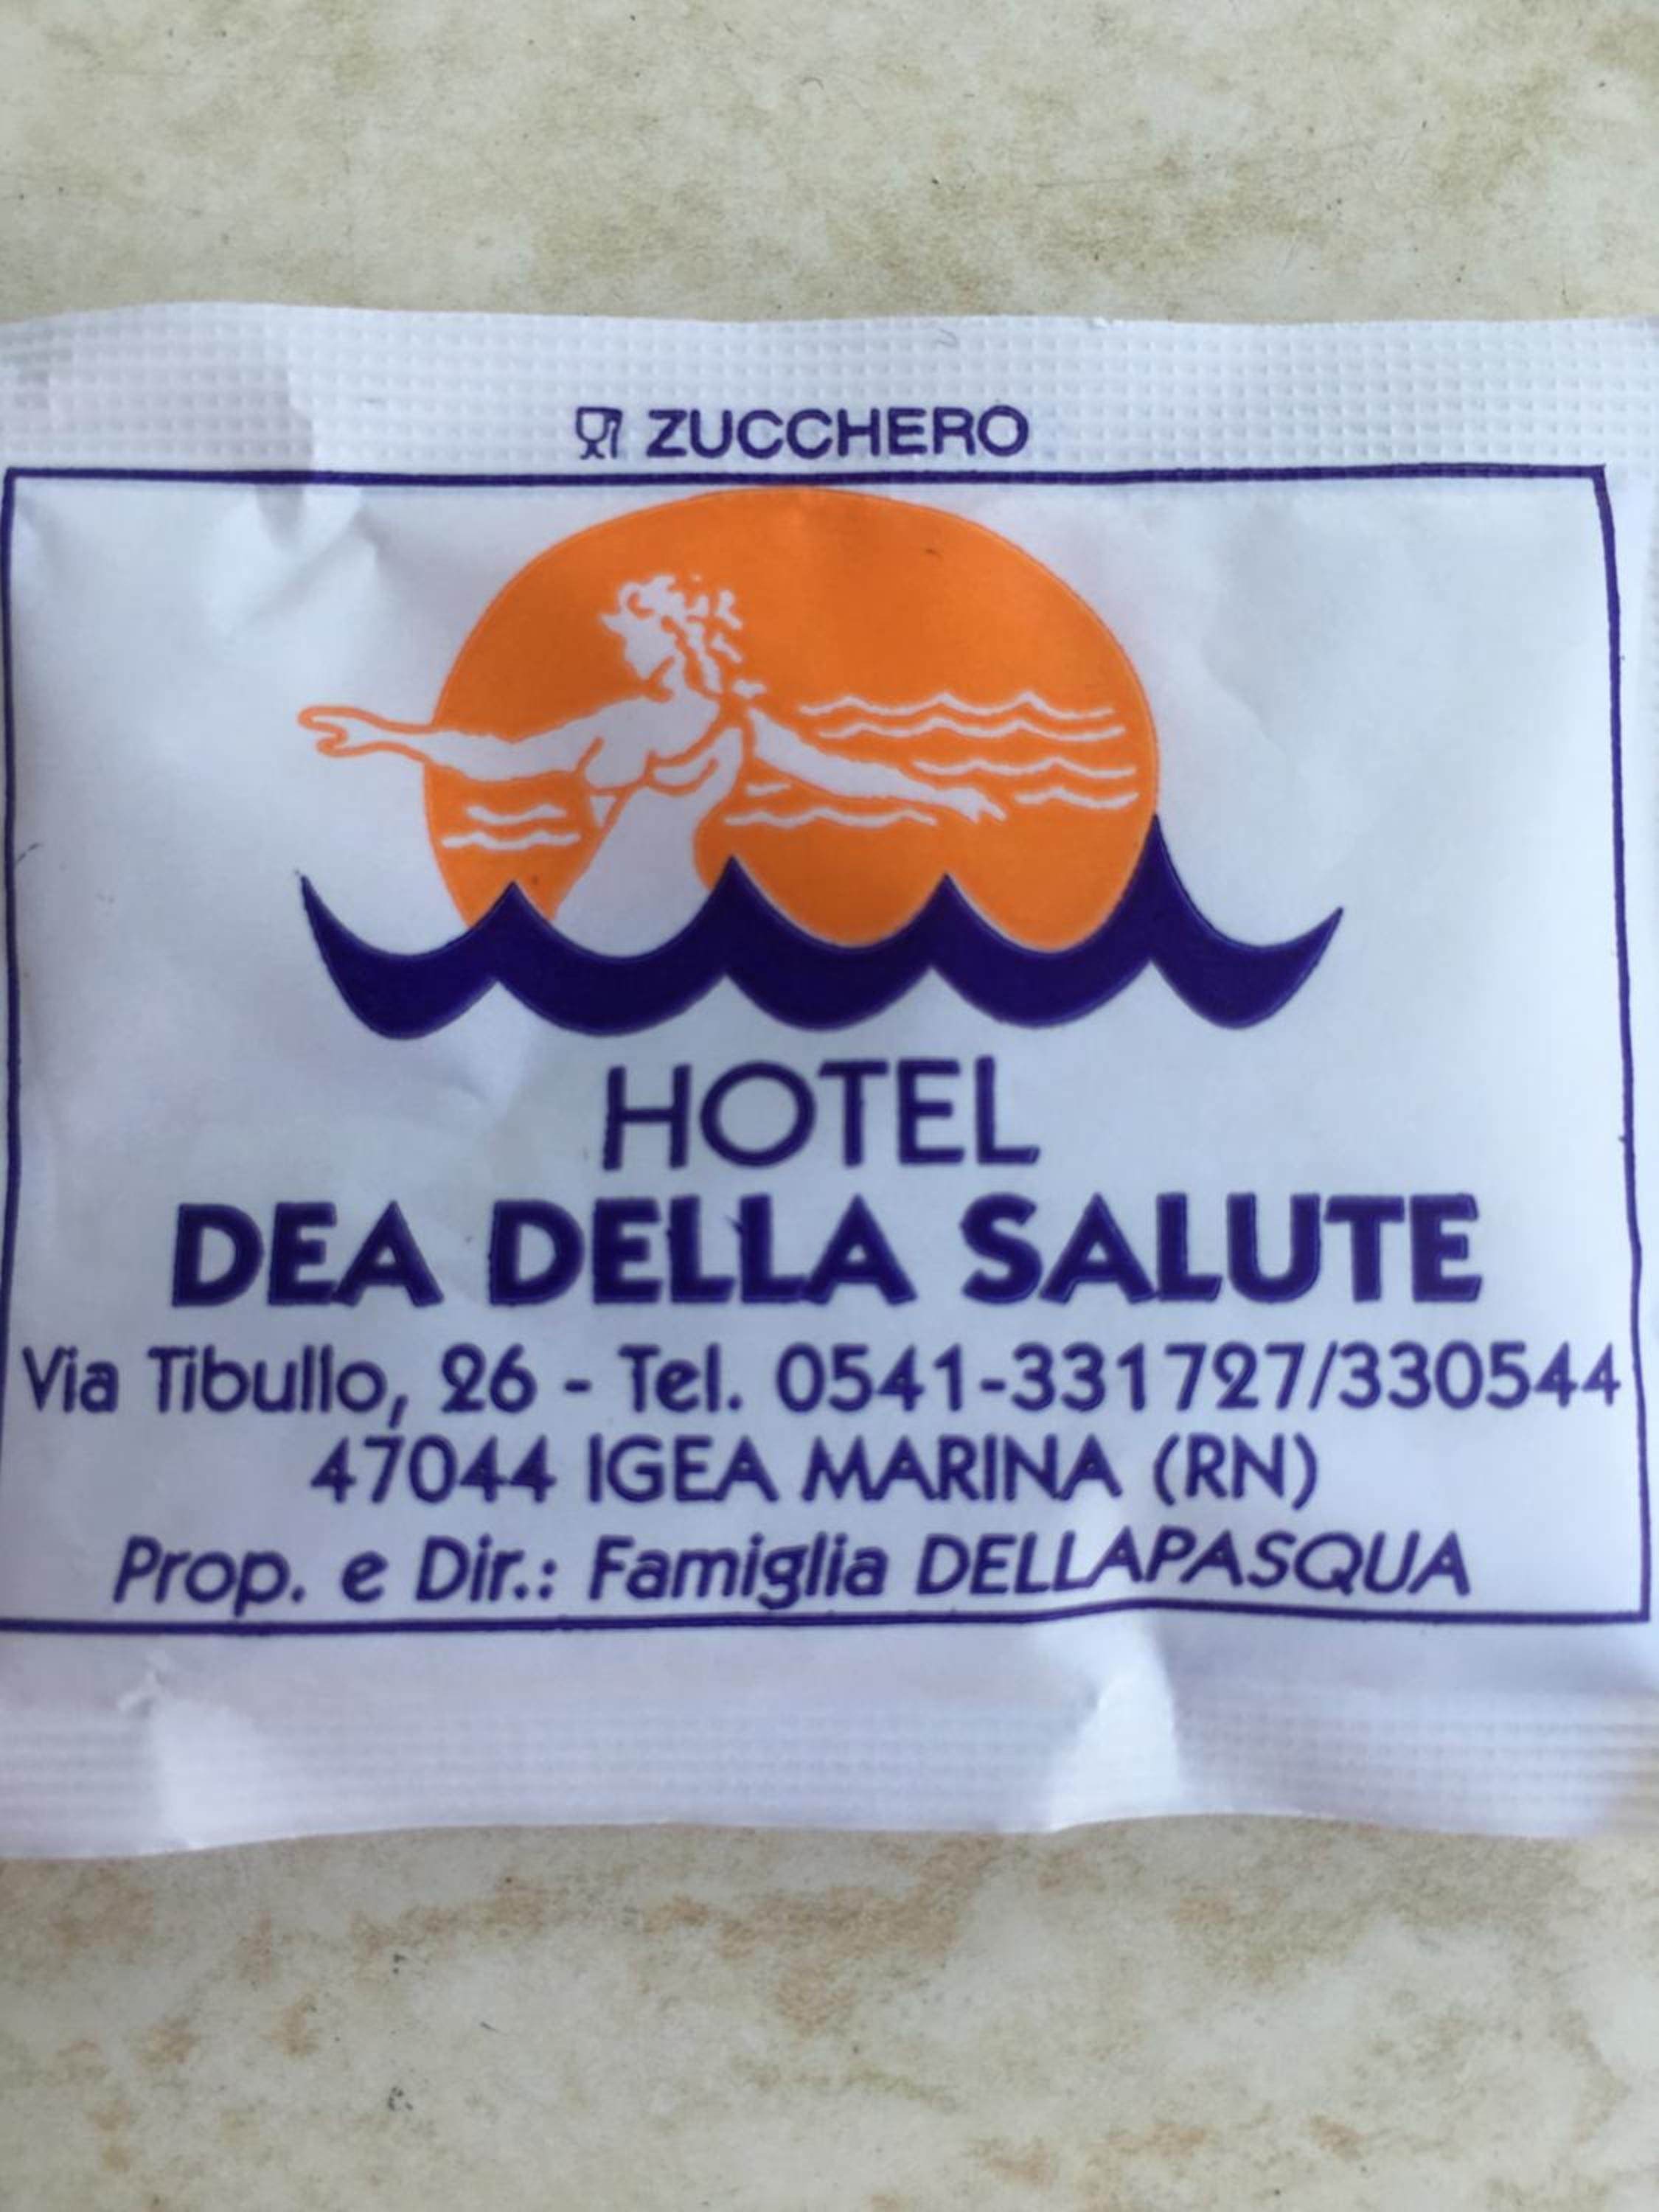 ZUCCHERO
HOTEL
DEA DELLA SALUTE
Via Tibullo, 26 - Tel. 0541-331727/330544
47044 IGEA MARINA (RN)
Prop. e Dir.: Famiglia DELLAPASQUA